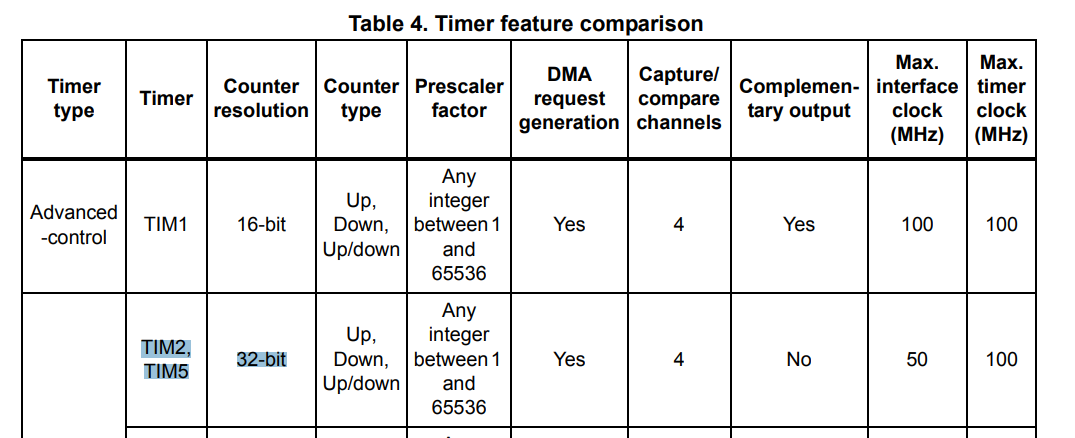 Table 4. Timer feature comparison
Timer
type
Timer
Counter
resolution
Counter
type
Prescaler
factor
DMA
request
generation
Capture/
compare
channels
Complemen-
tary output
Max.
interface
clock
(MHz)
Max.
timer
clock
(MHz)
Advanced
-control
TIM1
16-bit
Up,
Down,
Up/down
Any
integer
between 1
and
65536
Yes
4
Yes
100
100
TIM2,
TIM5
32-bit
Up,
Down,
Up/down
Any
integer
between 1
and
65536
Yes
4
No
50
100